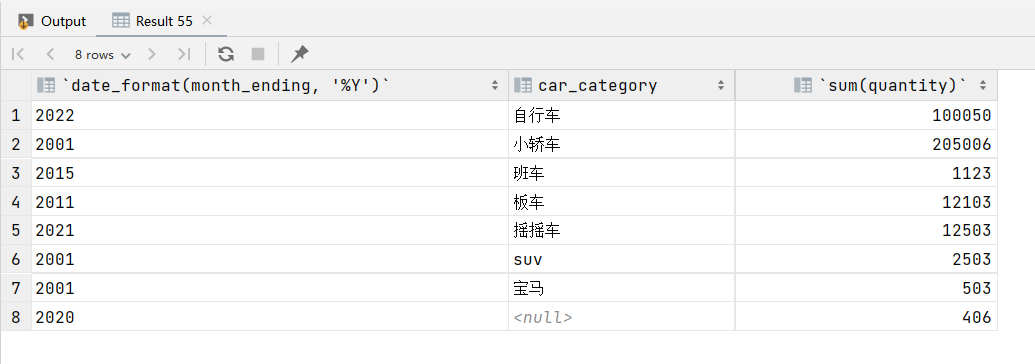 Output Result 55
8 rows
`date_format(month_ending, '%Y')` car_category `sum(quantity)`
1 2022 自行车 100050
2 2001 小轿车 205006
3 2015 班车 1123
4 2011 板车 12103
5 2021 摇摇车 12503
6 2001 suv 2503
7 2001 宝马 503
8 2020 <null> 406